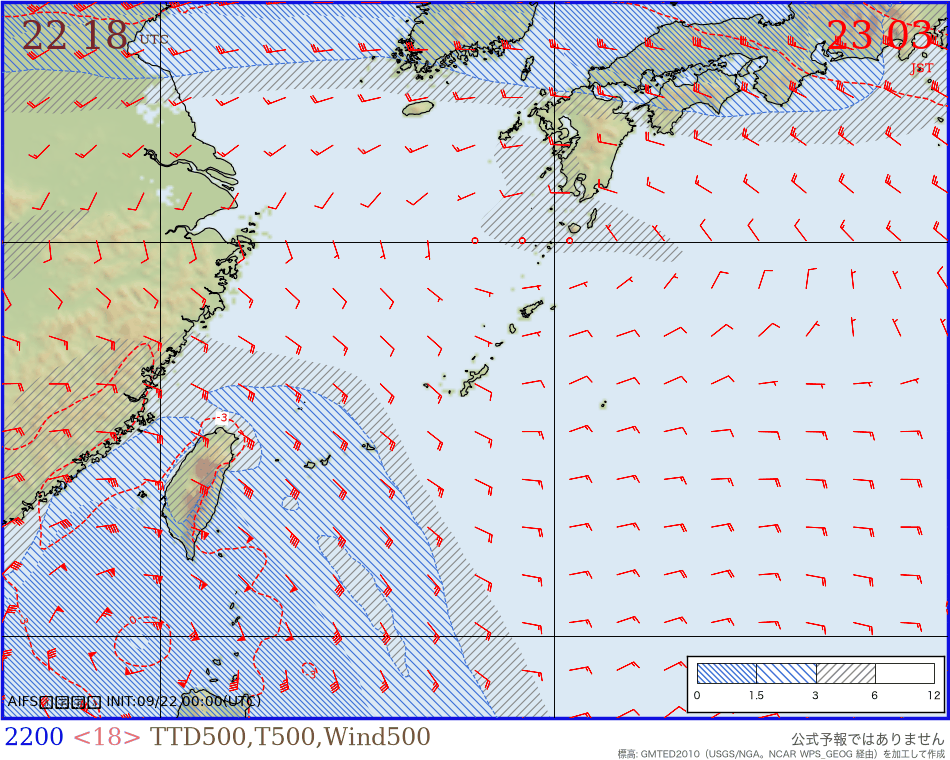 22 18 UTC
23 03
JST
-3
0
-3
3
AIFS INIT:09/22 00:00(UTC)
0 1.5 3 6 12
2200 <18> TTD500,T500,Wind500
公式予報ではありません
標高: GMTED2010（USGS/NGA。NCAR WPS_GEOG 経由）を加工して作成